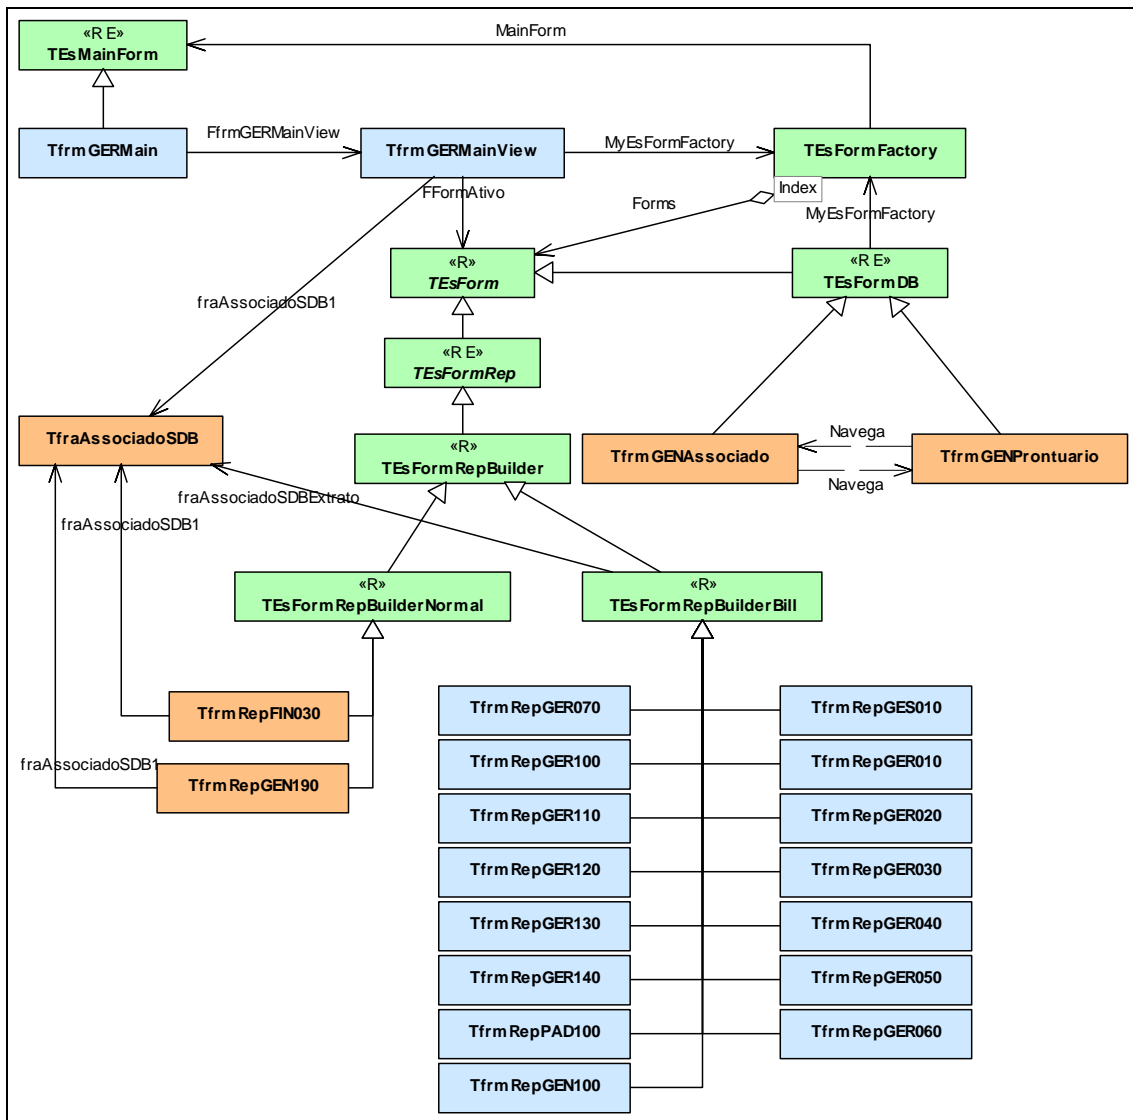 MainForm
«R E»
TEsMainForm
FfrmGERMainView
MyEsFormFactory
TfrmGERMain
TfrmGERMainView
TEsFormFactory
Index
FFormAtivo
Forms
MyEsFormFactory
«R»
TEsForm
«R E»
TEsFormDB
fraAssociadoSDB1
«R E»
TEsFormRep
TfraAssociadoSDB
«R»
TEsFormRepBuilder
Navega
TfrmGENAssociado
TfrmGENProntuario
Navega
fraAssociadoSDBExtrato
fraAssociadoSDB1
«R»
TEsFormRepBuilderNormal
«R»
TEsFormRepBuilderBill
TfrmRepFIN030
TfrmRepGER070
TfrmRepGES010
fraAssociadoSDB1
TfrmRepGEN190
TfrmRepGER100
TfrmRepGER010
TfrmRepGER110
TfrmRepGER020
TfrmRepGER120
TfrmRepGER030
TfrmRepGER130
TfrmRepGER040
TfrmRepGER140
TfrmRepGER050
TfrmRepPAD100
TfrmRepGER060
TfrmRepGEN100